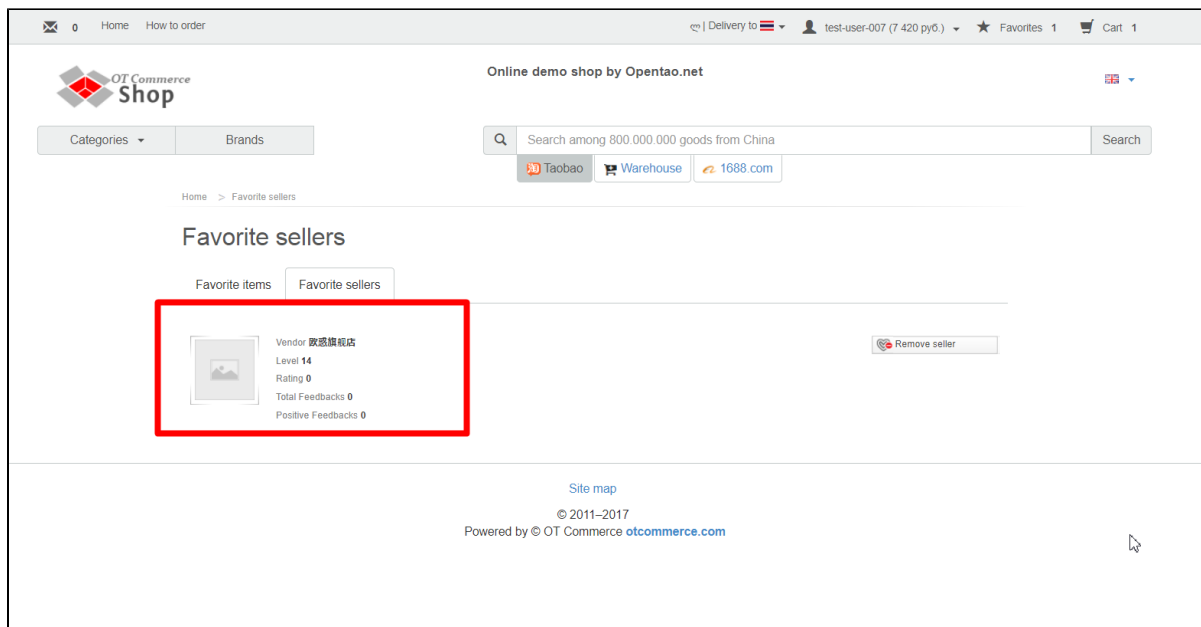 0 Home How to order ლ | Delivery to test-user-007 (7 420 руб.) Favorites 1 Cart 1
OT Commerce
Shop
Online demo shop by Opentao.net
Categories Brands Search among 800.000.000 goods from China Search
淘 Taobao Warehouse 1688.com
Home > Favorite sellers
Favorite sellers
Favorite items Favorite sellers
Vendor 欧惑旗舰店 Remove seller
Level 14
Rating 0
Total Feedbacks 0
Positive Feedbacks 0
Site map
© 2011–2017
Powered by © OT Commerce otcommerce.com